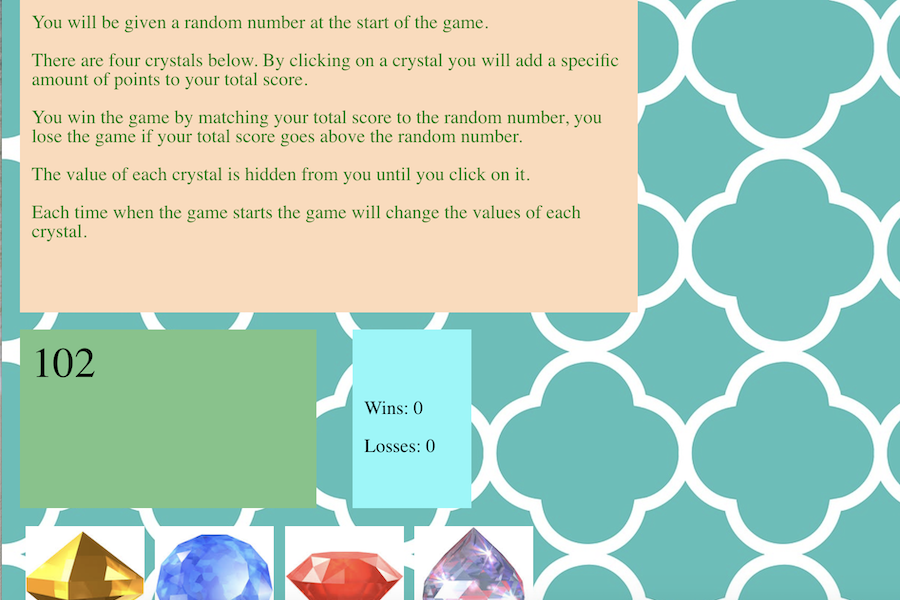 You will be given a random number at the start of the game.
There are four crystals below. By clicking on a crystal you will add a specific
amount of points to your total score.
You win the game by matching your total score to the random number, you
lose the game if your total score goes above the random number.
The value of each crystal is hidden from you until you click on it.
Each time when the game starts the game will change the values of each
crystal.
102
Wins: 0
Losses: 0